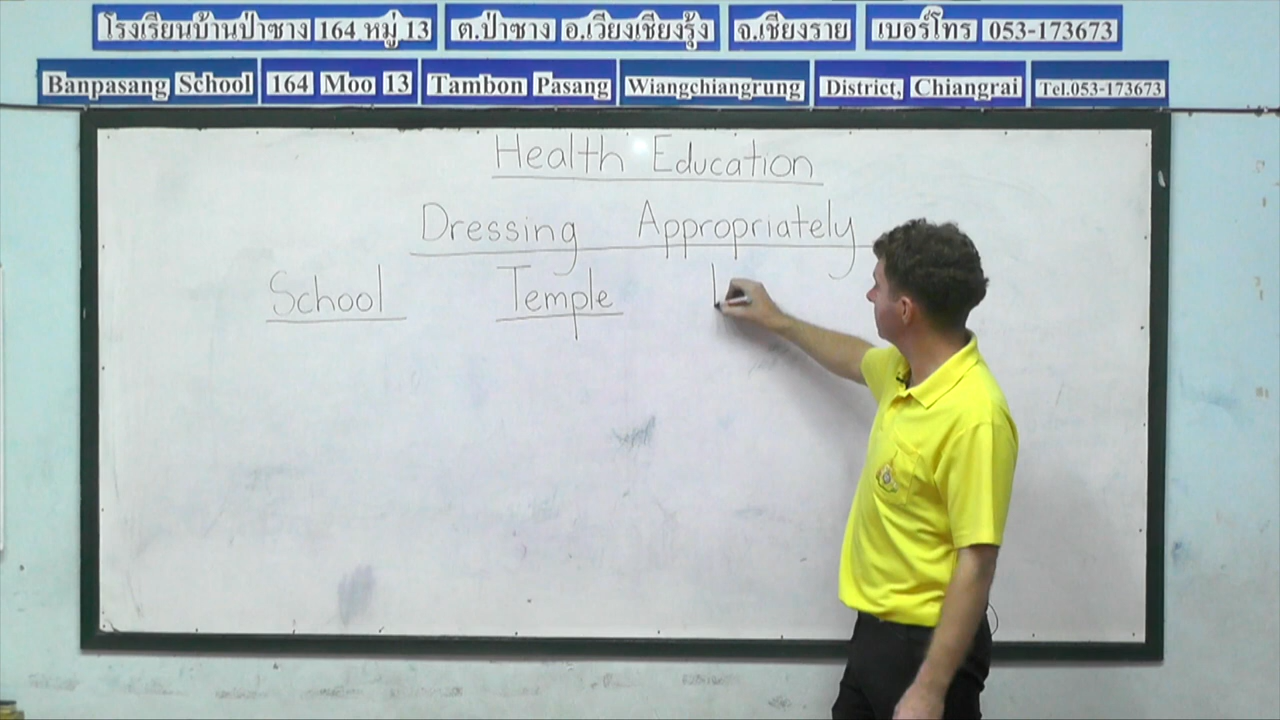 โรงเรียนบ้านป่าซาง 164 หมู่ 13 ต.ป่าซาง อ.เวียงเชียงรุ้ง จ.เชียงราย เบอร์โทร 053-173673
Banpasang School 164 Moo 13 Tambon Pasang Wiangchiangrung District, Chiangrai Tel.053-173673
Health Education
Dressing Appropriately
School Temple